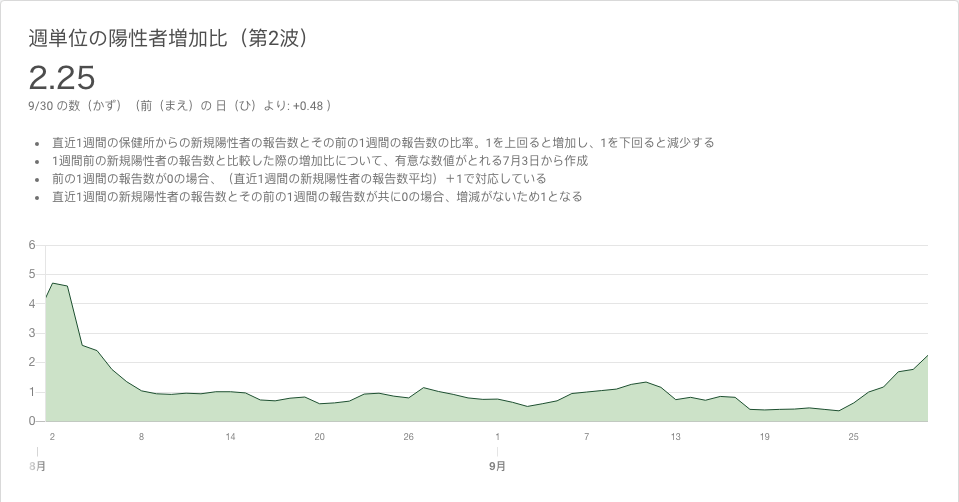 週単位の陽性者増加比（第2波）
2.25
9/30 の数（かず）（前（まえ）の 日（ひ）より: +0.48 ）
• 直近1週間の保健所からの新規陽性者の報告数とその前の1週間の報告数の比率。1を上回ると増加し、1を下回ると減少する
• 1週間前の新規陽性者の報告数と比較した際の増加比について、有意な数値がとれる7月3日から作成
• 前の1週間の報告数が0の場合、（直近1週間の新規陽性者の報告数平均）＋1で対応している
• 直近1週間の新規陽性者の報告数とその前の1週間の報告数が共に0の場合、増減がないため1となる
6
5
4
3
2
1
0
2 8 14 20 26 1 7 13 19 25
8月 9月